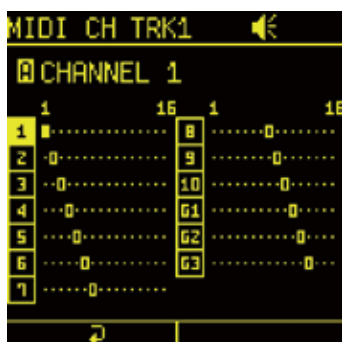 MIDI CH TRK1
A CHANNEL 1
1 16 1 16
1 8
2 9
3 10
4 G1
5 G2
6 G3
7